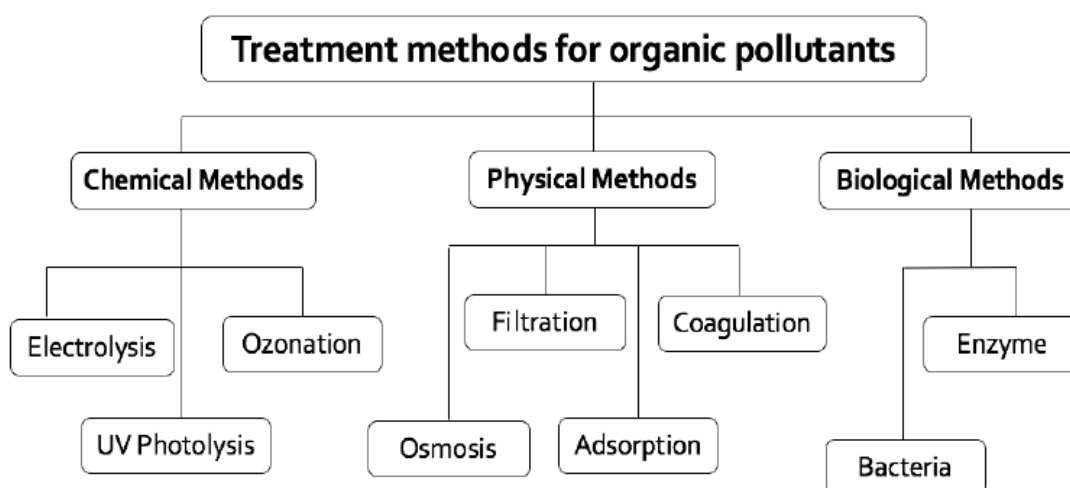 Treatment methods for organic pollutants
Chemical Methods
Physical Methods
Biological Methods
Electrolysis
Ozonation
UV Photolysis
Filtration
Coagulation
Osmosis
Adsorption
Enzyme
Bacteria